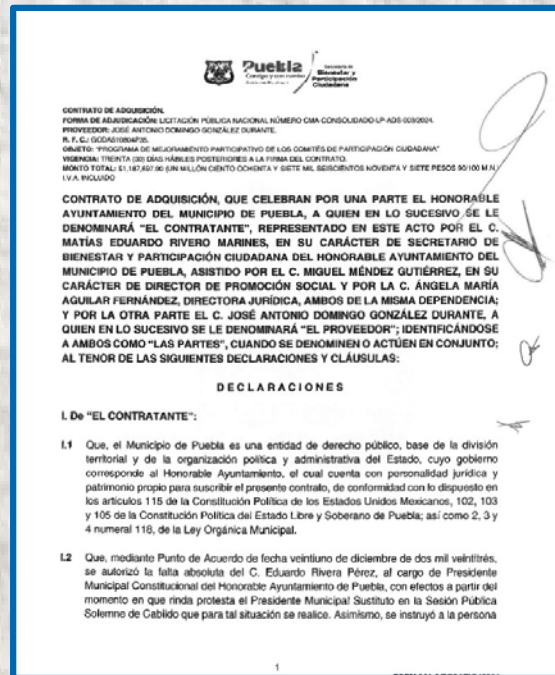 Puebla
Contigo y con rumbo
Secretaría de
Bienestar y
Participación
Ciudadana
CONTRATO DE ADQUISICIÓN.
FORMA DE ADJUDICACIÓN: LICITACIÓN PÚBLICA NACIONAL NÚMERO CMA-CONSOLIDADO-LP-ADS-003/2024.
PROVEEDOR: JOSÉ ANTONIO DOMINGO GONZÁLEZ DURANTE.
R. F. C.:
OBJETO: "PROGRAMA DE MEJORAMIENTO PARTICIPATIVO DE LOS COMITÉS DE PARTICIPACIÓN CIUDADANA"
VIGENCIA: TREINTA (30) DÍAS HÁBILES POSTERIORES A LA FIRMA DEL CONTRATO.
MONTO TOTAL: $1,187,697.90 (UN MILLÓN CIENTO OCHENTA Y SIETE MIL SEISCIENTOS NOVENTA Y SIETE PESOS 90/100 M.N.)
I.V.A. INCLUIDO
CONTRATO DE ADQUISICIÓN, QUE CELEBRAN POR UNA PARTE EL HONORABLE
AYUNTAMIENTO DEL MUNICIPIO DE PUEBLA, A QUIEN EN LO SUCESIVO SE LE
DENOMINARÁ "EL CONTRATANTE", REPRESENTADO EN ESTE ACTO POR EL C.
MATÍAS EDUARDO RIVERO MARINES, EN SU CARÁCTER DE SECRETARIO DE
BIENESTAR Y PARTICIPACIÓN CIUDADANA DEL HONORABLE AYUNTAMIENTO DEL
MUNICIPIO DE PUEBLA, ASISTIDO POR EL C. MIGUEL MÉNDEZ GUTIÉRREZ, EN SU
CARÁCTER DE DIRECTOR DE PROMOCIÓN SOCIAL Y POR LA C. ÁNGELA MARÍA
AGUILAR FERNÁNDEZ, DIRECTORA JURÍDICA, AMBOS DE LA MISMA DEPENDENCIA;
Y POR LA OTRA PARTE EL C. JOSÉ ANTONIO DOMINGO GONZÁLEZ DURANTE, A
QUIEN EN LO SUCESIVO SE LE DENOMINARÁ "EL PROVEEDOR"; IDENTIFICÁNDOSE
A AMBOS COMO "LAS PARTES", CUANDO SE DENOMINEN O ACTÚEN EN CONJUNTO;
AL TENOR DE LAS SIGUIENTES DECLARACIONES Y CLÁUSULAS:
DECLARACIONES
I. De "EL CONTRATANTE":
I.1 Que, el Municipio de Puebla es una entidad de derecho público, base de la división
territorial y de la organización política y administrativa del Estado, cuyo gobierno
corresponde al Honorable Ayuntamiento, el cual cuenta con personalidad jurídica y
patrimonio propio para suscribir el presente contrato, de conformidad con lo dispuesto en
los artículos 115 de la Constitución Política de los Estados Unidos Mexicanos, 102, 103
y 105 de la Constitución Política del Estado Libre y Soberano de Puebla; así como 2, 3 y
4 numeral 118, de la Ley Orgánica Municipal.
I.2 Que, mediante Punto de Acuerdo de fecha veintiuno de diciembre de dos mil veintitrés,
se autorizó la falta absoluta del C. Eduardo Rivera Pérez, al cargo de Presidente
Municipal Constitucional del Honorable Ayuntamiento de Puebla, con efectos a partir del
momento en que rinda protesta el Presidente Municipal Sustituto en la Sesión Pública
Solemne de Cabildo que para tal situación se realice. Asimismo, se instruyó a la persona
1